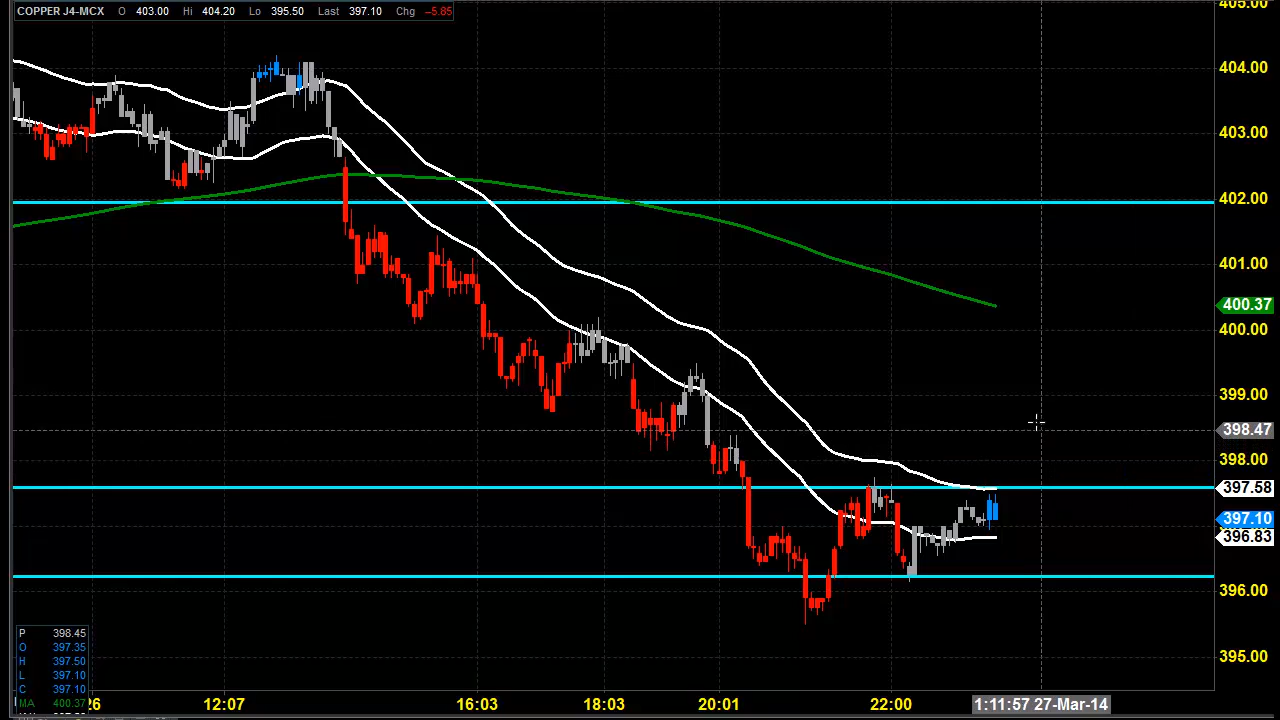 COPPER J4-MCX O 403.00 Hi 404.20 Lo 395.50 Last 397.10 Chg –5.85
405.00
404.00
403.00
402.00
401.00
400.37
400.00
399.00
398.47
398.00
397.58
397.10
396.83
396.00
395.00
P 398.45
O 397.35
H 397.50
L 397.10
C 397.10
MA 400.37
26 12:07 16:03 18:03 20:01 22:00 1:11:57 27-Mar-14